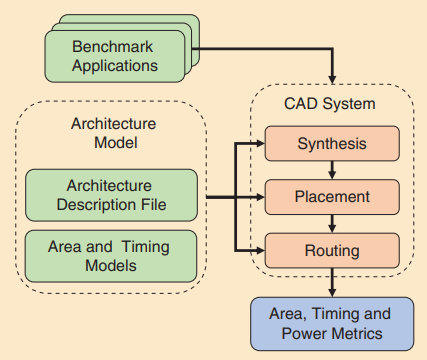 Benchmark
Applications
CAD System
Architecture
Model
Synthesis
Architecture
Description File
Placement
Area and Timing
Models
Routing
Area, Timing and
Power Metrics